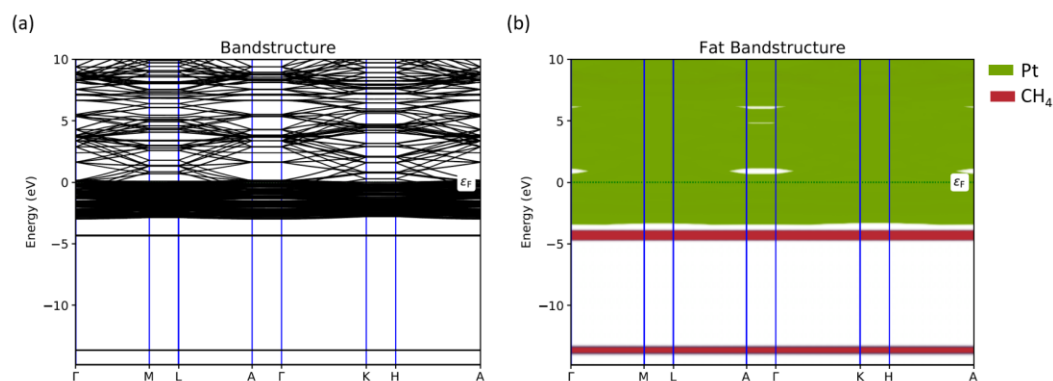 (a)
Bandstructure
Energy (eV)
10
5
0
−5
−10
εF
Γ M L A Γ K H A
(b)
Fat Bandstructure
Energy (eV)
10
5
0
−5
−10
εF
Γ M L A Γ K H A
Pt
CH₄